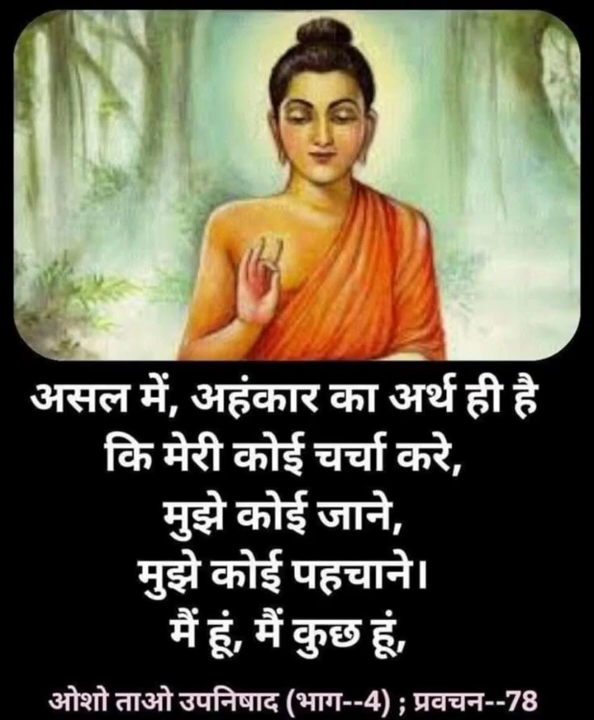 असल में, अहंकार का अर्थ ही है
कि मेरी कोई चर्चा करे,
मुझे कोई जाने,
मुझे कोई पहचाने।
मैं हूं, मैं कुछ हूं,
ओशो ताओ उपनिषाद (भाग--4) ; प्रवचन--78